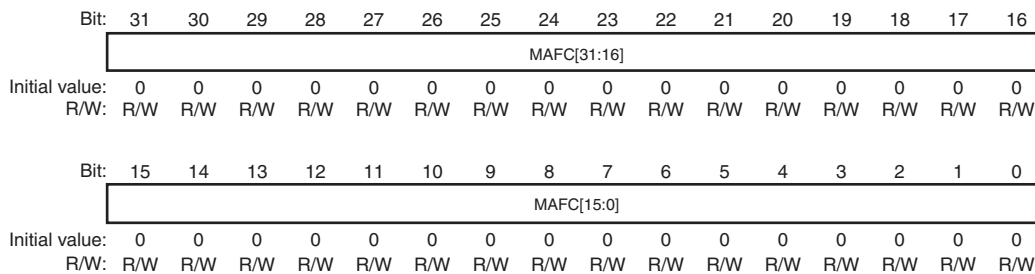 Bit: 31 30 29 28 27 26 25 24 23 22 21 20 19 18 17 16
MAFC[31:16]
Initial value: 0 0 0 0 0 0 0 0 0 0 0 0 0 0 0 0
R/W: R/W R/W R/W R/W R/W R/W R/W R/W R/W R/W R/W R/W R/W R/W R/W R/W
Bit: 15 14 13 12 11 10 9 8 7 6 5 4 3 2 1 0
MAFC[15:0]
Initial value: 0 0 0 0 0 0 0 0 0 0 0 0 0 0 0 0
R/W: R/W R/W R/W R/W R/W R/W R/W R/W R/W R/W R/W R/W R/W R/W R/W R/W